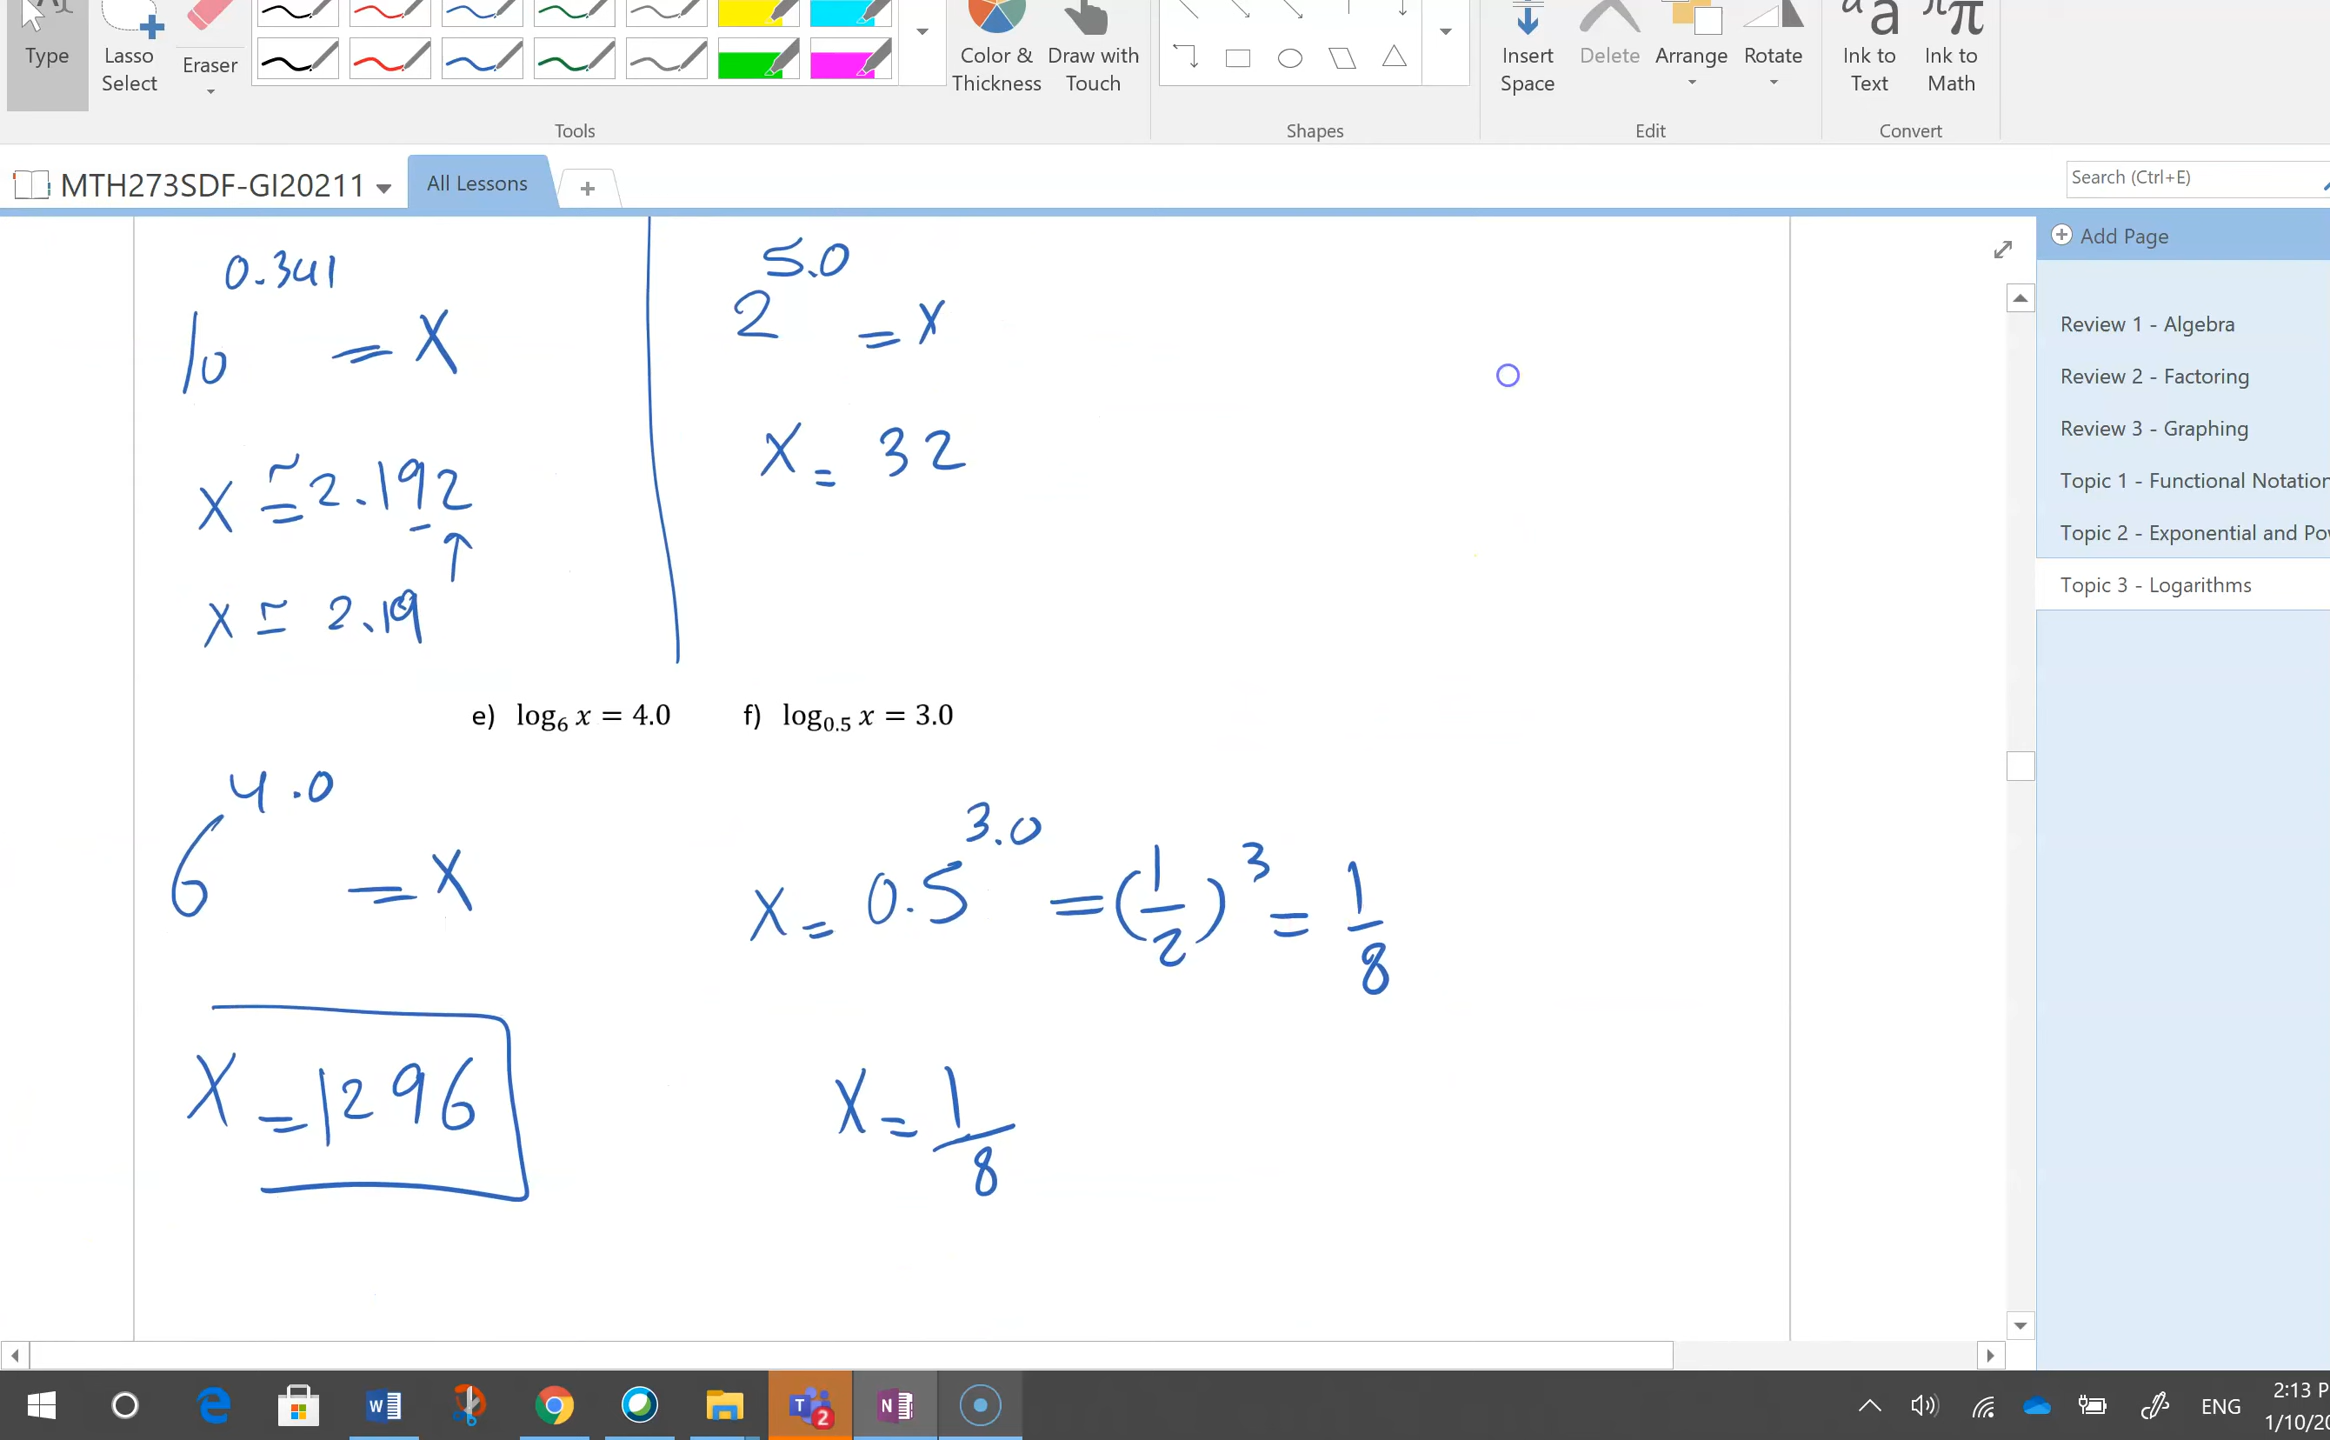 Type
Lasso Select
Eraser
Color & Thickness
Draw with Touch
Insert Space
Delete
Arrange
Rotate
Ink to Text
Ink to Math
Tools
Shapes
Edit
Convert
MTH273SDF-GI20211
All Lessons
+
Search (Ctrl+E)
Add Page
Review 1 - Algebra
Review 2 - Factoring
Review 3 - Graphing
Topic 1 - Functional Notation
Topic 2 - Exponential and Po
Topic 3 - Logarithms
10^0.341 = x
x ≅ 2.192
x ≅ 2.19
2^5.0 = x
x = 32
e) log₆ x = 4.0
f) log₀.₅ x = 3.0
6^4.0 = x
x = 1296
x = 0.5^3.0 = (1/2)^3 = 1/8
x = 1/8
ENG
2:13 P
1/10/20